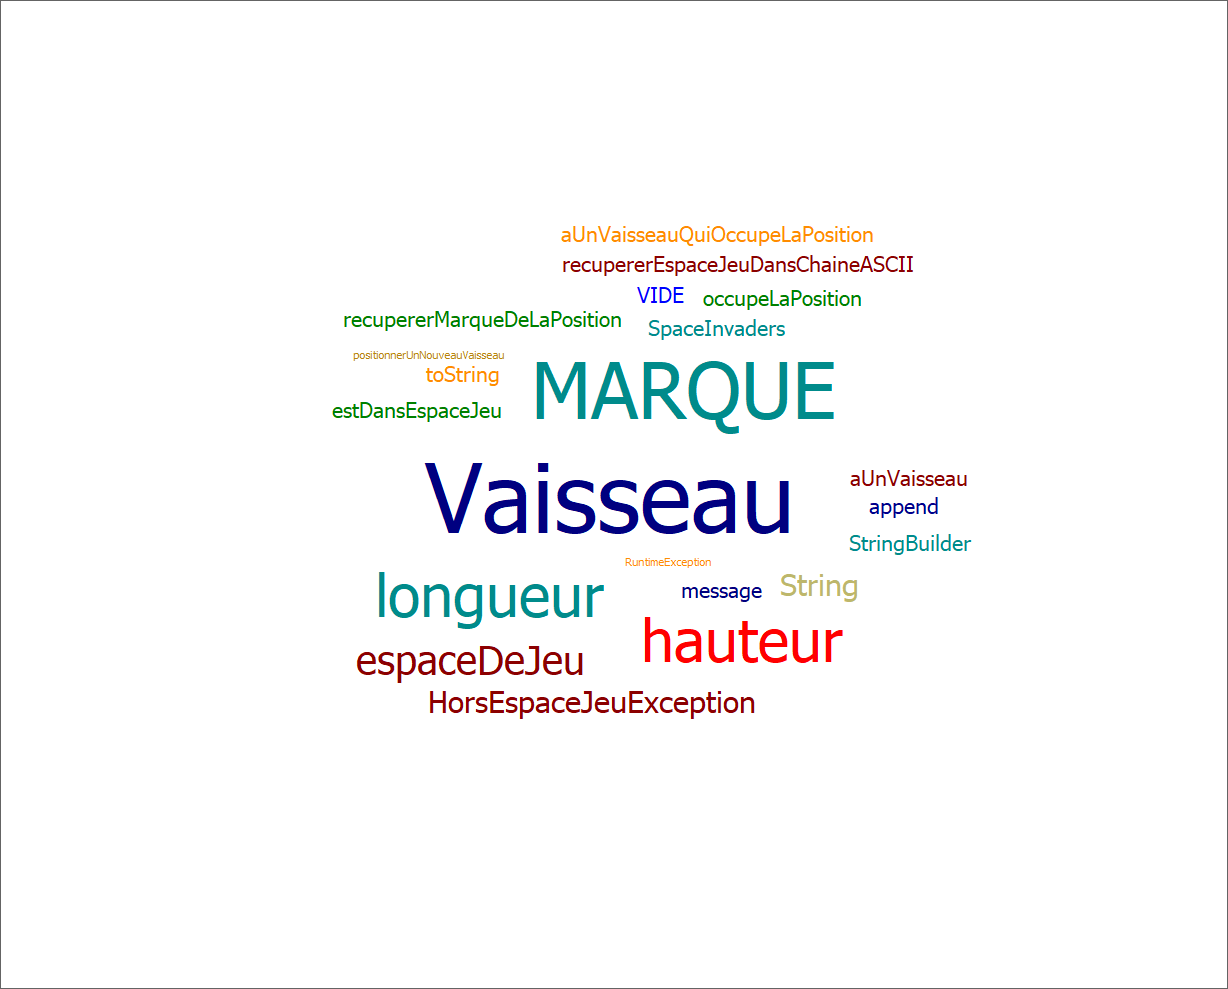 aUnVaisseauQuiOccupeLaPosition
recupererEspaceJeuDansChaineASCII
VIDE occupeLaPosition
recupererMarqueDeLaPosition SpaceInvaders
positionnerUnNouveauVaisseau
toString
MARQUE
estDansEspaceJeu
Vaisseau
aUnVaisseau
append
StringBuilder
RuntimeException
longueur message String
hauteur
espaceDeJeu
HorsEspaceJeuException